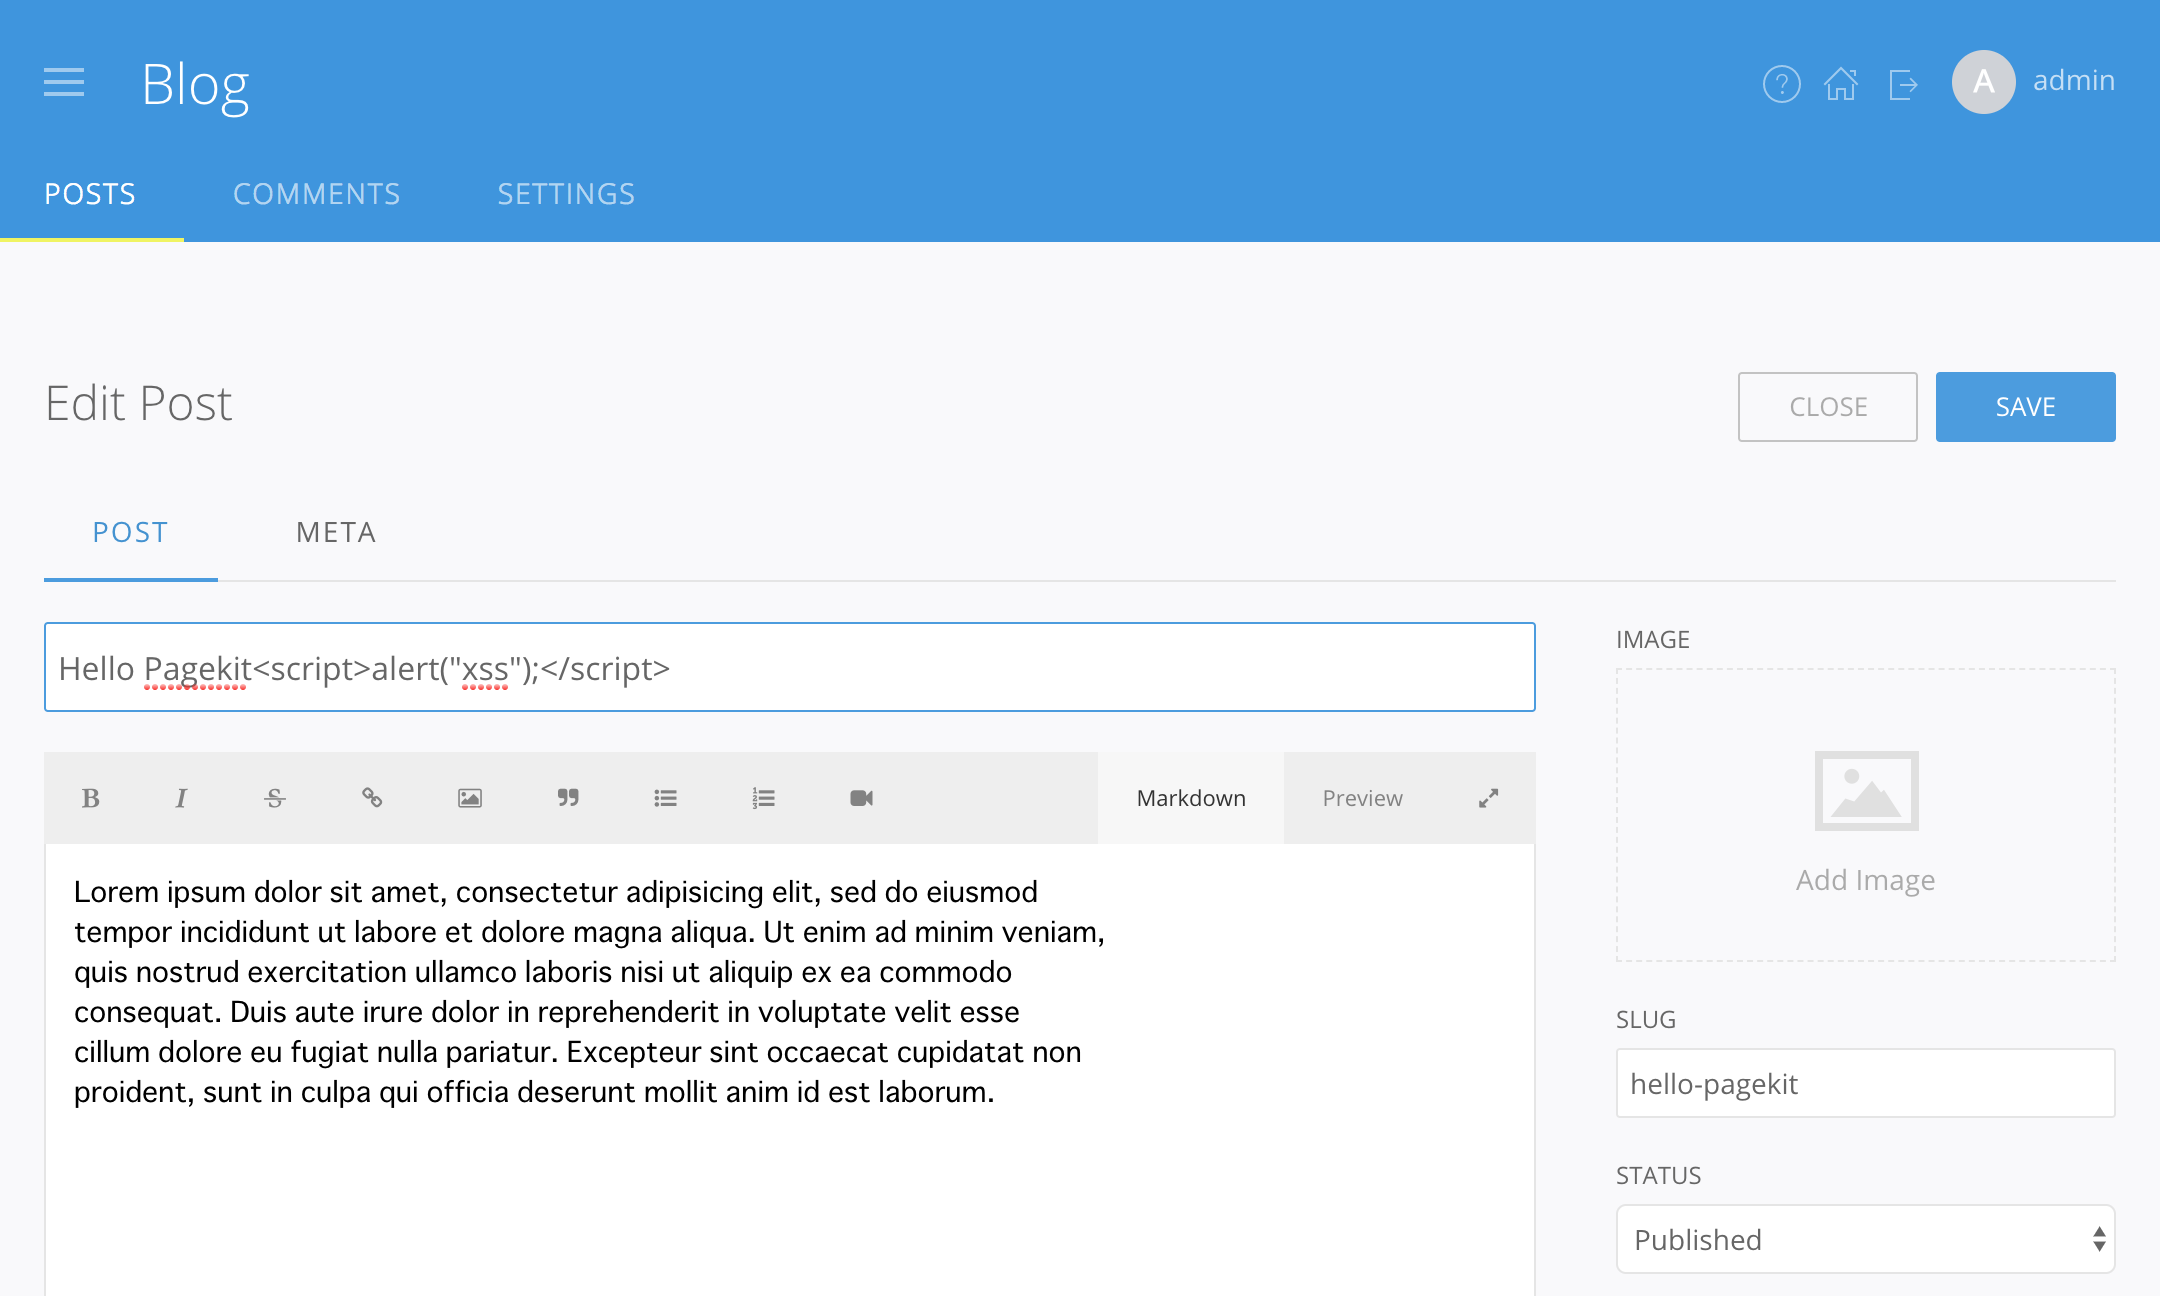 Blog
?
A
admin
POSTS
COMMENTS
SETTINGS
Edit Post
CLOSE
SAVE
POST
META
Hello Pagekit<script>alert("xss");</script>
B
I
S
Markdown
Preview
Lorem ipsum dolor sit amet, consectetur adipisicing elit, sed do eiusmod
tempor incididunt ut labore et dolore magna aliqua. Ut enim ad minim veniam,
quis nostrud exercitation ullamco laboris nisi ut aliquip ex ea commodo
consequat. Duis aute irure dolor in reprehenderit in voluptate velit esse
cillum dolore eu fugiat nulla pariatur. Excepteur sint occaecat cupidatat non
proident, sunt in culpa qui officia deserunt mollit anim id est laborum.
IMAGE
Add Image
SLUG
hello-pagekit
STATUS
Published